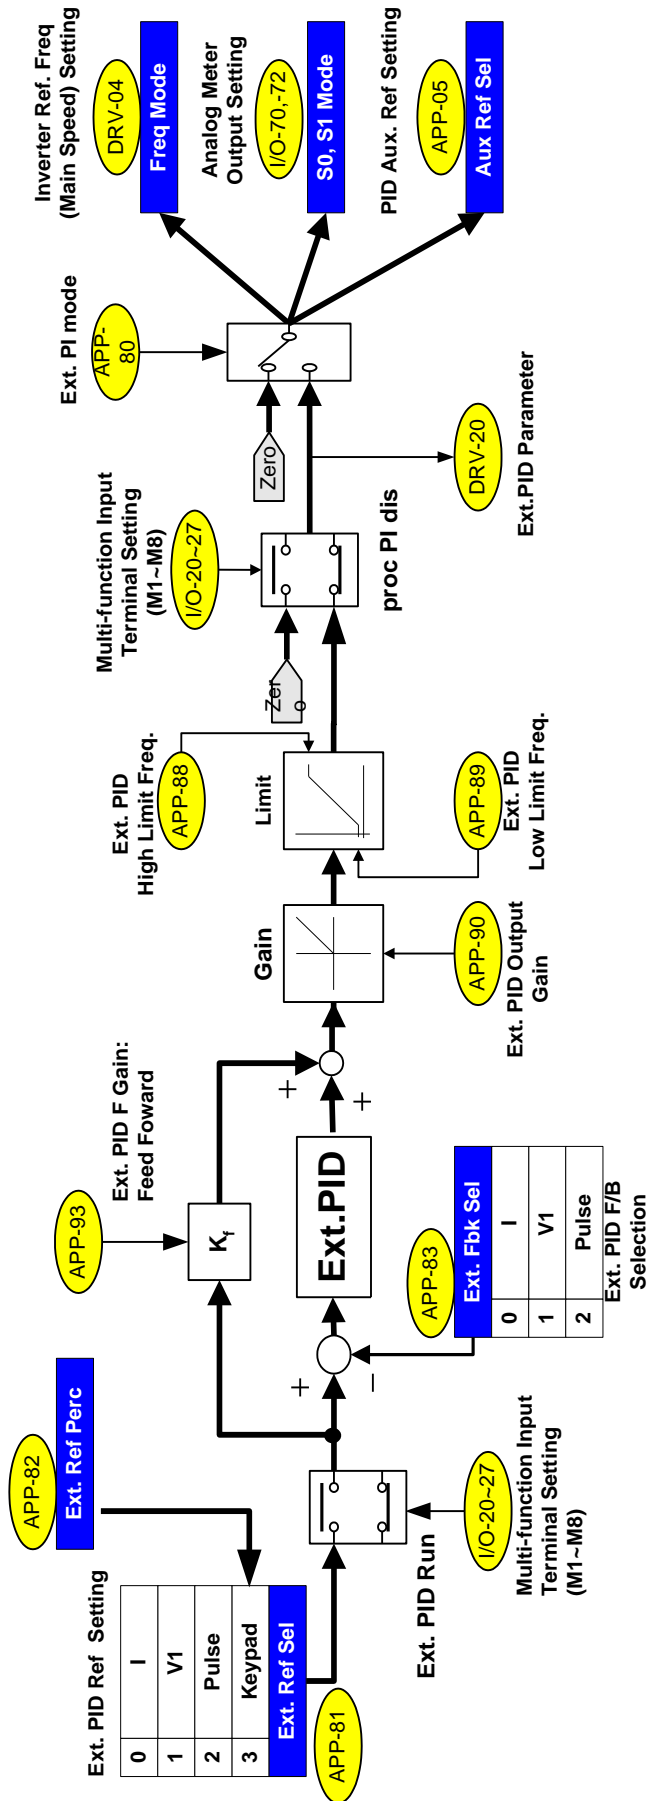 Ext. PID Ref  Setting
0 I
1 V1
2 Pulse
3 Keypad
Ext. Ref Sel
APP-81
APP-82
Ext. Ref Perc
Ext. PID Run
I/O-20~27
Multi-function Input
Terminal Setting
(M1~M8)
+
−
APP-93
Ext. PID F Gain:
Feed Foward
Kf
Ext.PID
APP-83
Ext. Fbk Sel
0 I
1 V1
2 Pulse
Ext. PID F/B
Selection
+
+
Gain
APP-90
Ext. PID Output
Gain
Ext. PID
High Limit Freq.
APP-88
Limit
APP-89
Ext. PID
Low Limit Freq.
Zer
o
Multi-function Input
Terminal Setting
(M1~M8)
I/O-20~27
proc PI dis
Zero
DRV-20
Ext.PID Parameter
Ext. PI mode
APP-
80
Inverter Ref. Freq
(Main Speed) Setting
DRV-04
Freq Mode
Analog Meter
Output Setting
I/O-70,-72
S0, S1 Mode
PID Aux. Ref Setting
APP-05
Aux Ref Sel